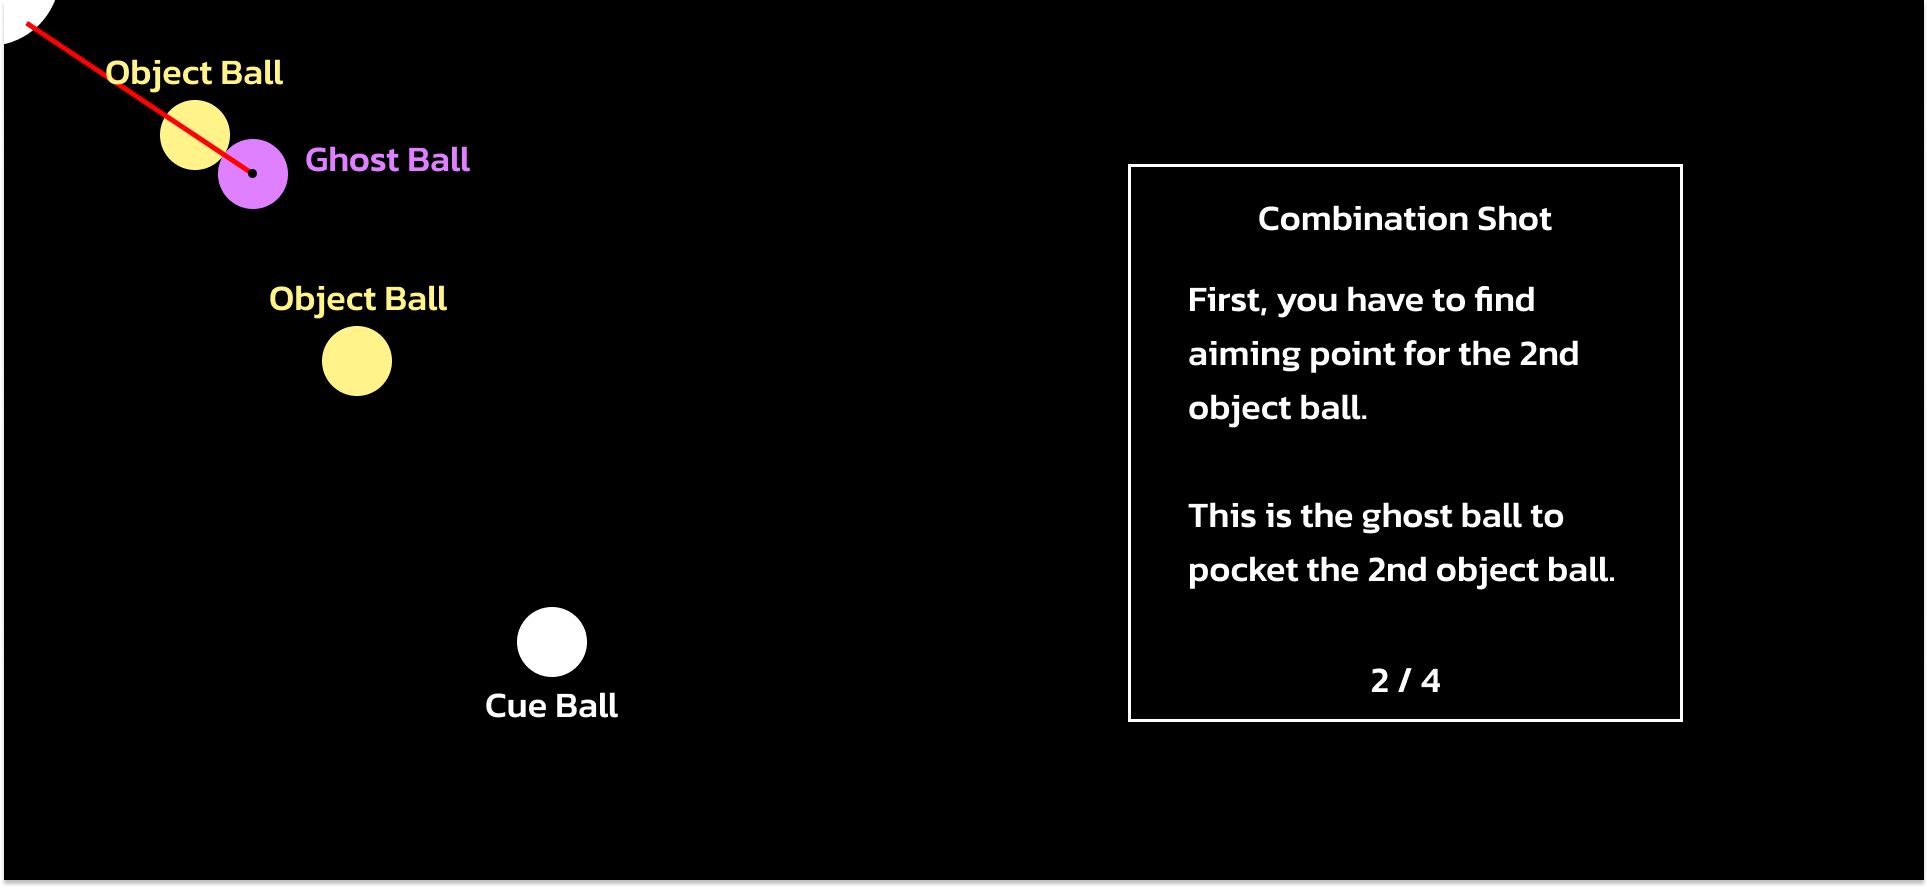 Object Ball
Ghost Ball
Object Ball
Cue Ball
Combination Shot
First, you have to find
aiming point for the 2nd
object ball.
This is the ghost ball to
pocket the 2nd object ball.
2 / 4